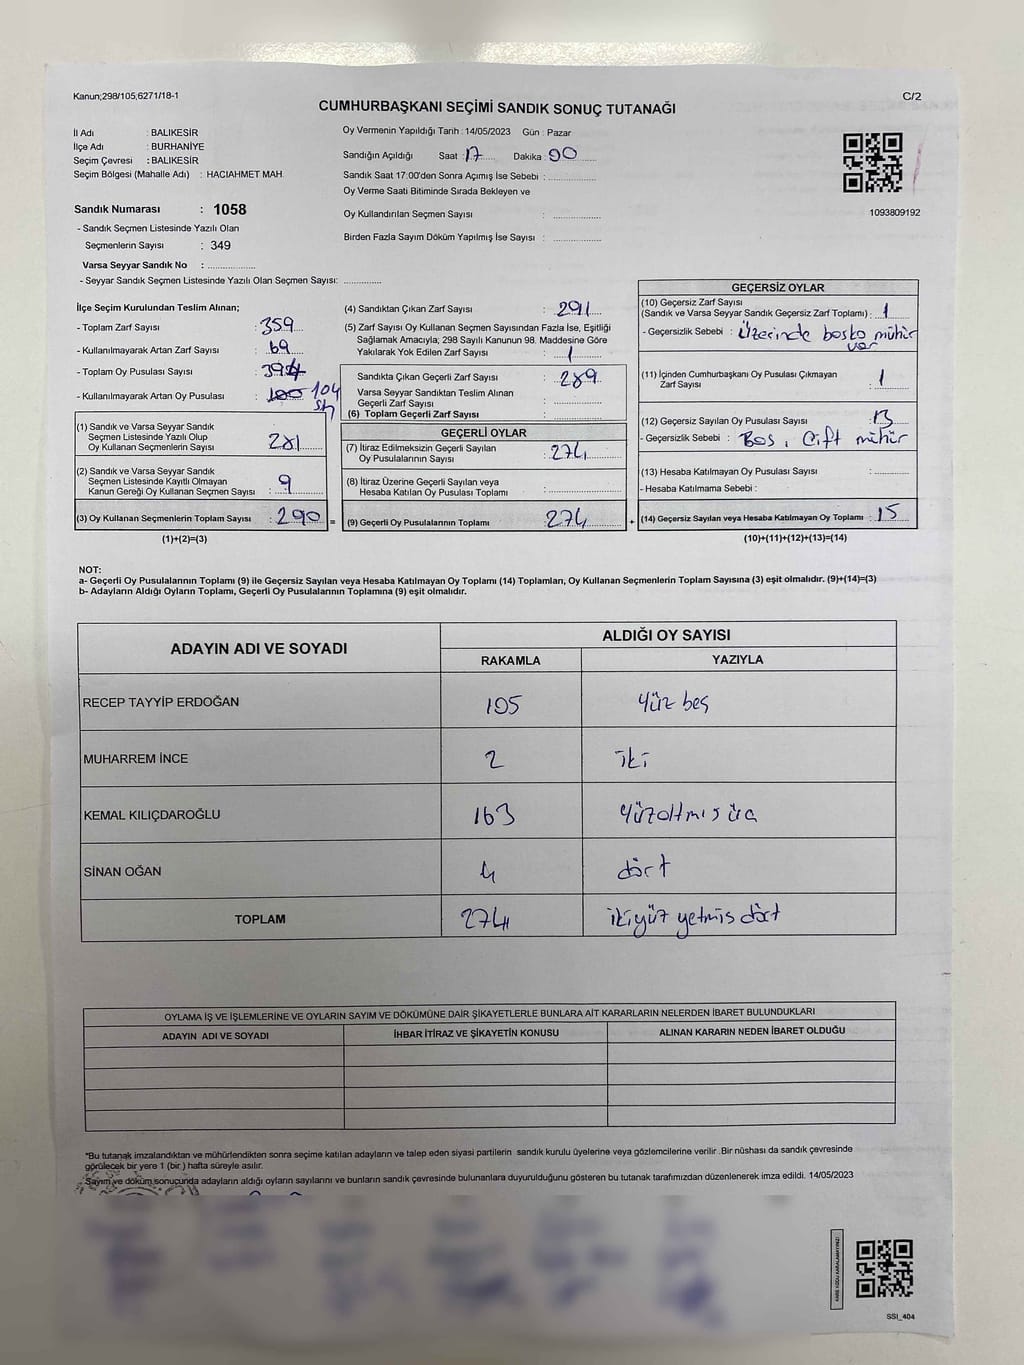 Kanun;298/105;6271/18-1
C/2
CUMHURBAŞKANI SEÇİMİ SANDIK SONUÇ TUTANAĞI
İl Adı : BALIKESİR
İlçe Adı : BURHANİYE
Seçim Çevresi : BALIKESİR
Seçim Bölgesi (Mahalle Adı) : HACIAHMET MAH.
Oy Vermenin Yapıldığı Tarih : 14/05/2023 Gün : Pazar
Sandığın Açıldığı Saat : 17 Dakika : 00
Sandık Saat 17:00'den Sonra Açımış İse Sebebi :
Oy Verme Saati Bitiminde Sırada Bekleyen ve
Oy Kullandırılan Seçmen Sayısı :
Birden Fazla Sayım Döküm Yapılmış İse Sayısı :
1093809192
Sandık Numarası : 1058
- Sandık Seçmen Listesinde Yazılı Olan
Seçmenlerin Sayısı : 349
Varsa Seyyar Sandık No :
- Seyyar Sandık Seçmen Listesinde Yazılı Olan Seçmen Sayısı:
İlçe Seçim Kurulundan Teslim Alınan;
- Toplam Zarf Sayısı : 359
- Kullanılmayarak Artan Zarf Sayısı : 69
- Toplam Oy Pusulası Sayısı : 394
- Kullanılmayarak Artan Oy Pusulası : 100 104
(1) Sandık ve Varsa Seyyar Sandık
Seçmen Listesinde Yazılı Olup
Oy Kullanan Seçmenlerin Sayısı : 281
(2) Sandık ve Varsa Seyyar Sandık
Seçmen Listesinde Kayıtlı Olmayan
Kanun Gereği Oy Kullanan Seçmen Sayısı : 9
(3) Oy Kullanan Seçmenlerin Toplam Sayısı : 290 =
(1)+(2)=(3)
(4) Sandıktan Çıkan Zarf Sayısı : 291
(5) Zarf Sayısı Oy Kullanan Seçmen Sayısından Fazla İse, Eşitliği
Sağlamak Amacıyla; 298 Sayılı Kanunun 98. Maddesine Göre
Yakılarak Yok Edilen Zarf Sayısı : 1
Sandıkta Çıkan Geçerli Zarf Sayısı : 289
Varsa Seyyar Sandıktan Teslim Alınan
Geçerli Zarf Sayısı :
(6) Toplam Geçerli Zarf Sayısı :
GEÇERLİ OYLAR
(7) İtiraz Edilmeksizin Geçerli Sayılan
Oy Pusulalarının Sayısı : 274
(8) İtiraz Üzerine Geçerli Sayılan veya
Hesaba Katılan Oy Pusulası Toplamı :
(9) Geçerli Oy Pusulalarının Toplamı : 274 +
GEÇERSİZ OYLAR
(10) Geçersiz Zarf Sayısı
(Sandık ve Varsa Seyyar Sandık Geçersiz Zarf Toplamı) : 1
- Geçersizlik Sebebi : Üzerinde başka mühür
var
(11) İçinden Cumhurbaşkanı Oy Pusulası Çıkmayan
Zarf Sayısı : 1
(12) Geçersiz Sayılan Oy Pusulası Sayısı : 13
- Geçersizlik Sebebi : Boş, Çift mühür
(13) Hesaba Katılmayan Oy Pusulası Sayısı :
- Hesaba Katılmama Sebebi :
(14) Geçersiz Sayılan veya Hesaba Katılmayan Oy Toplamı : 15
(10)+(11)+(12)+(13)=(14)
NOT:
a- Geçerli Oy Pusulalarının Toplamı (9) ile Geçersiz Sayılan veya Hesaba Katılmayan Oy Toplamı (14) Toplamları, Oy Kullanan Seçmenlerin Toplam Sayısına (3) eşit olmalıdır. (9)+(14)=(3)
b- Adayların Aldığı Oyların Toplamı, Geçerli Oy Pusulalarının Toplamına (9) eşit olmalıdır.
ADAYIN ADI VE SOYADI ALDIĞI OY SAYISI
RAKAMLA YAZIYLA
RECEP TAYYİP ERDOĞAN 105 Yüz beş
MUHARREM İNCE 2 iki
KEMAL KILIÇDAROĞLU 163 Yüzaltmış üç
SİNAN OĞAN 4 dört
TOPLAM 274 ikiyüz yetmiş dört
OYLAMA İŞ VE İŞLEMLERİNE VE OYLARIN SAYIM VE DÖKÜMÜNE DAİR ŞİKAYETLERLE BUNLARA AİT KARARLARIN NELERDEN İBARET BULUNDUKLARI
ADAYIN ADI VE SOYADI İHBAR İTİRAZ VE ŞİKAYETİN KONUSU ALINAN KARARIN NEDEN İBARET OLDUĞU
*Bu tutanak imzalandıktan ve mühürlendikten sonra seçime katılan adayların ve talep eden siyasi partilerin sandık kurulu üyelerine veya gözlemcilerine verilir .Bir nüshası da sandık çevresinde
görülecek bir yere 1 (bir ) hafta süreyle asılır.
Sayım ve döküm sonucunda adayların aldığı oyların sayılarını ve bunların sandık çevresinde bulunanlara duyurulduğunu gösteren bu tutanak tarafımızdan düzenlenerek imza edildi. 14/05/2023
SSI_404